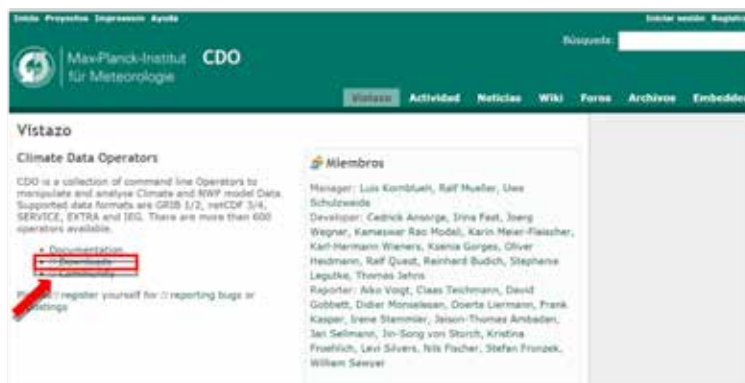 Inicio Proyectos Impressum Ayuda
Iniciar sesión Registra
Búsqueda:
Max-Planck-Institut
für Meteorologie
CDO
Vistazo Actividad Noticias Wiki Foros Archivos Embedded
Vistazo
Climate Data Operators
CDO is a collection of command line Operators to
manipulate and analyse Climate and NWP model Data.
Supported data formats are GRIB 1/2, netCDF 3/4,
SERVICE, EXTRA and IEG. There are more than 600
operators available.
Documentation
Downloads
Community
register yourself for reporting bugs or
Miembros
Manager: Luis Kornblueh, Ralf Mueller, Uwe
Schulzweida
Developer: Cedrick Ansorge, Irina Fast, Joerg
Wegner, Kameswar Rao Modali, Karin Meier-Fleischer,
Karl-Hermann Wieners, Ksenia Gorges, Oliver
Heidmann, Ralf Quast, Reinhard Budich, Stephanie
Legutke, Thomas Jahns
Reporter: Aiko Voigt, Claas Teichmann, David
Gobbett, Didier Monselesan, Doerte Liermann, Frank
Kaspar, Irene Stemmler, Jaison-Thomas Ambadan,
Jan Sellmann, Jin-Song von Storch, Kristina
Froehlich, Levi Silvers, Nils Fischer, Stefan Fronzek,
William Sawyer